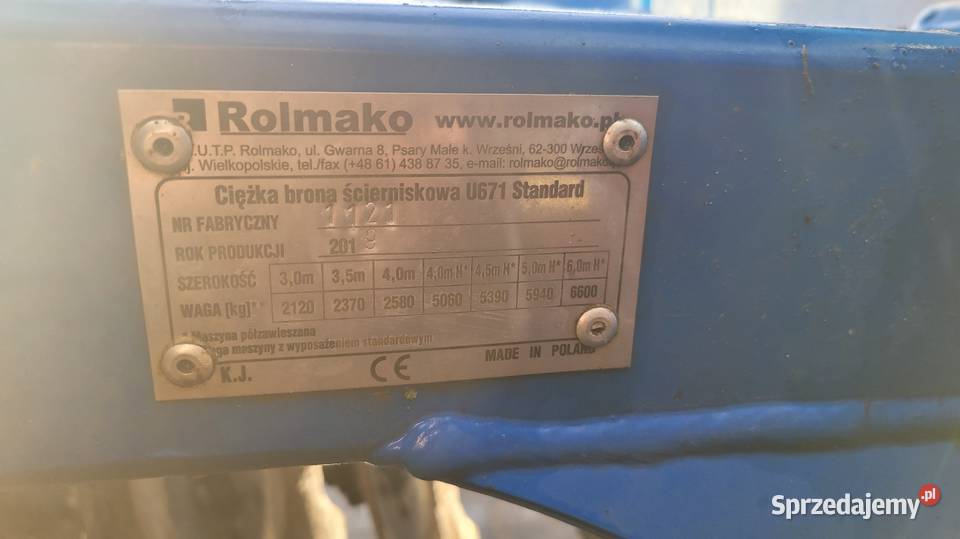 Rolmako www.rolmako.pl
.U.T.P. Rolmako, ul. Gwarna 8, Psary Małe k. Wrześni, 62-300
. Wielkopolskie, tel./fax (+48 61) 438 87 35, e-mail: rolmako@rolmako
Ciężka brona ścierniskowa U671 Standard
NR FABRYCZNY 1121
ROK PRODUKCJI 2018
SZEROKOŚĆ 3,0m 3,5m 4,0m 4,0m H* 4,5m H* 5,0m H* 6,0m H*
WAGA [kg]** 2120 2370 2580 5060 5390 5940 6600
* Maszyna półzawieszana
maszyny z wyposażeniem standardowym
K.J. CE MADE IN POLAND
Sprzedajemy.pl